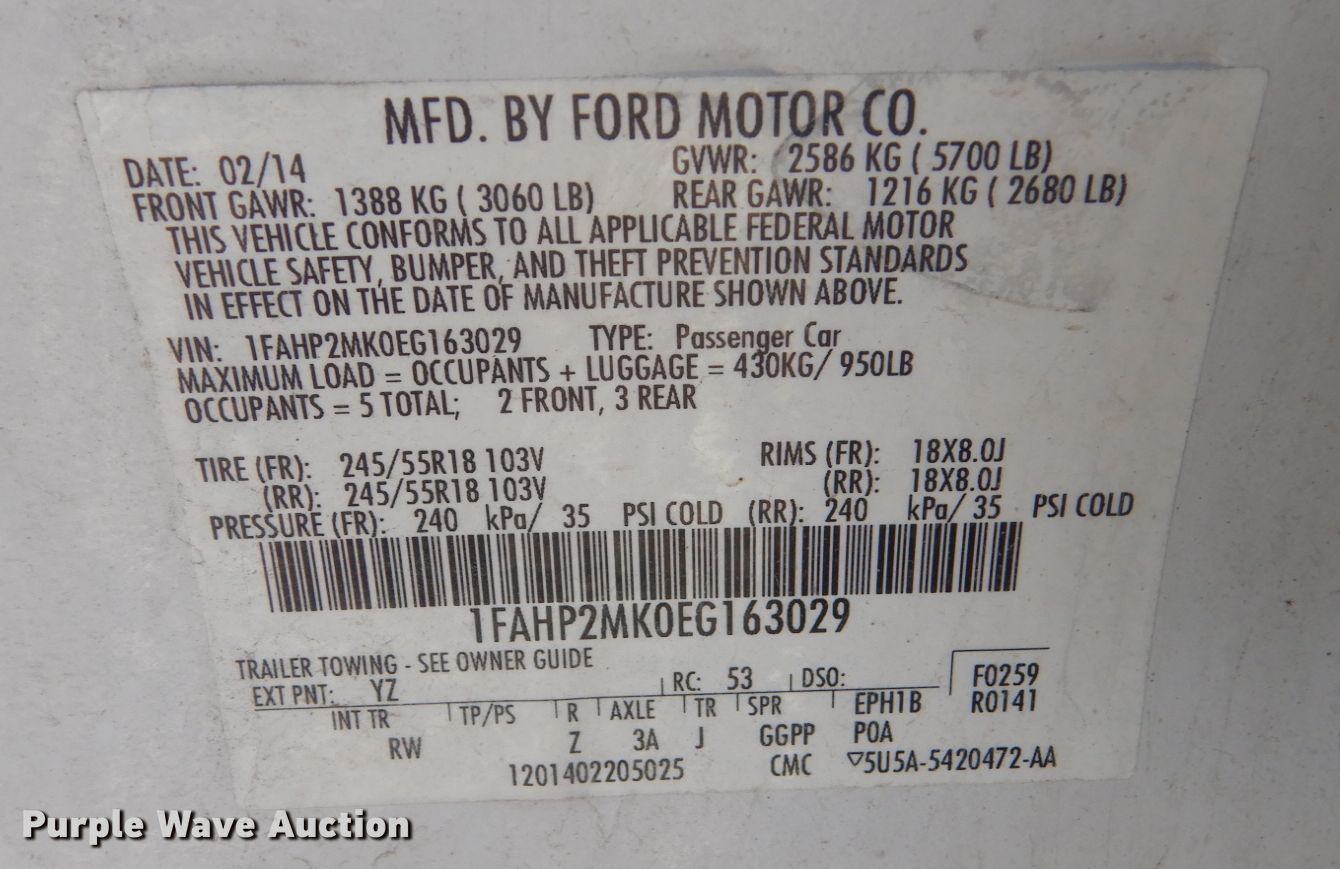 MFD. BY FORD MOTOR CO.
DATE: 02/14 GVWR: 2586 KG ( 5700 LB)
FRONT GAWR: 1388 KG ( 3060 LB) REAR GAWR: 1216 KG ( 2680 LB)
THIS VEHICLE CONFORMS TO ALL APPLICABLE FEDERAL MOTOR
VEHICLE SAFETY, BUMPER, AND THEFT PREVENTION STANDARDS
IN EFFECT ON THE DATE OF MANUFACTURE SHOWN ABOVE.
VIN: 1FAHP2MK0EG163029 TYPE: Passenger Car
MAXIMUM LOAD = OCCUPANTS + LUGGAGE = 430KG/ 950LB
OCCUPANTS = 5 TOTAL; 2 FRONT, 3 REAR
TIRE (FR): 245/55R18 103V RIMS (FR): 18X8.0J
(RR): 245/55R18 103V (RR): 18X8.0J
PRESSURE (FR): 240 kPa/ 35 PSI COLD (RR): 240 kPa/ 35 PSI COLD
1FAHP2MK0EG163029
TRAILER TOWING - SEE OWNER GUIDE
EXT PNT: YZ RC: 53 DSO: F0259
INT TR TP/PS R AXLE TR SPR EPH1B R0141
RW Z 3A J GGPP POA
1201402205025 CMC ▽5U5A-5420472-AA
Purple Wave Auction